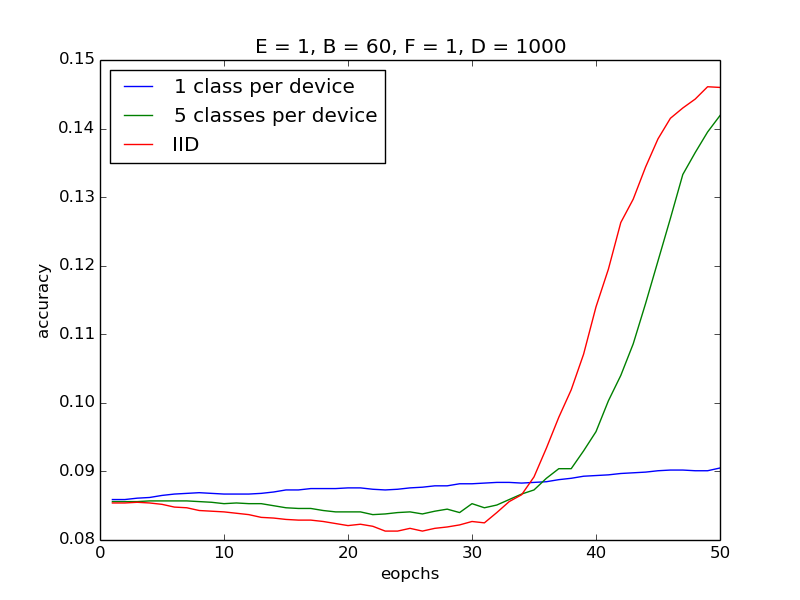 E = 1, B = 60, F = 1, D = 1000
0.15
1 class per device
5 classes per device
IID
0.14
0.13
0.12
0.11
0.10
0.09
0.08
accuracy
0 10 20 30 40 50
eopchs